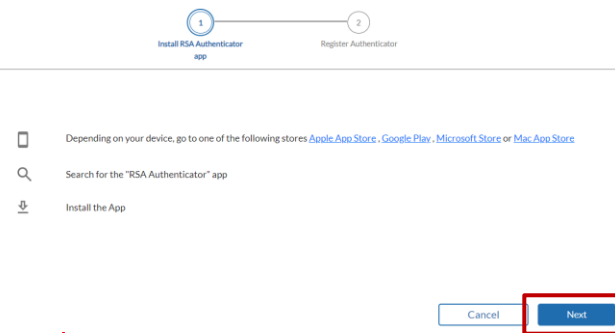 1
2
Install RSA Authenticator
app
Register Authenticator
Depending on your device, go to one of the following stores Apple App Store , Google Play , Microsoft Store or Mac App Store
Search for the "RSA Authenticator" app
Install the App
Cancel
Next